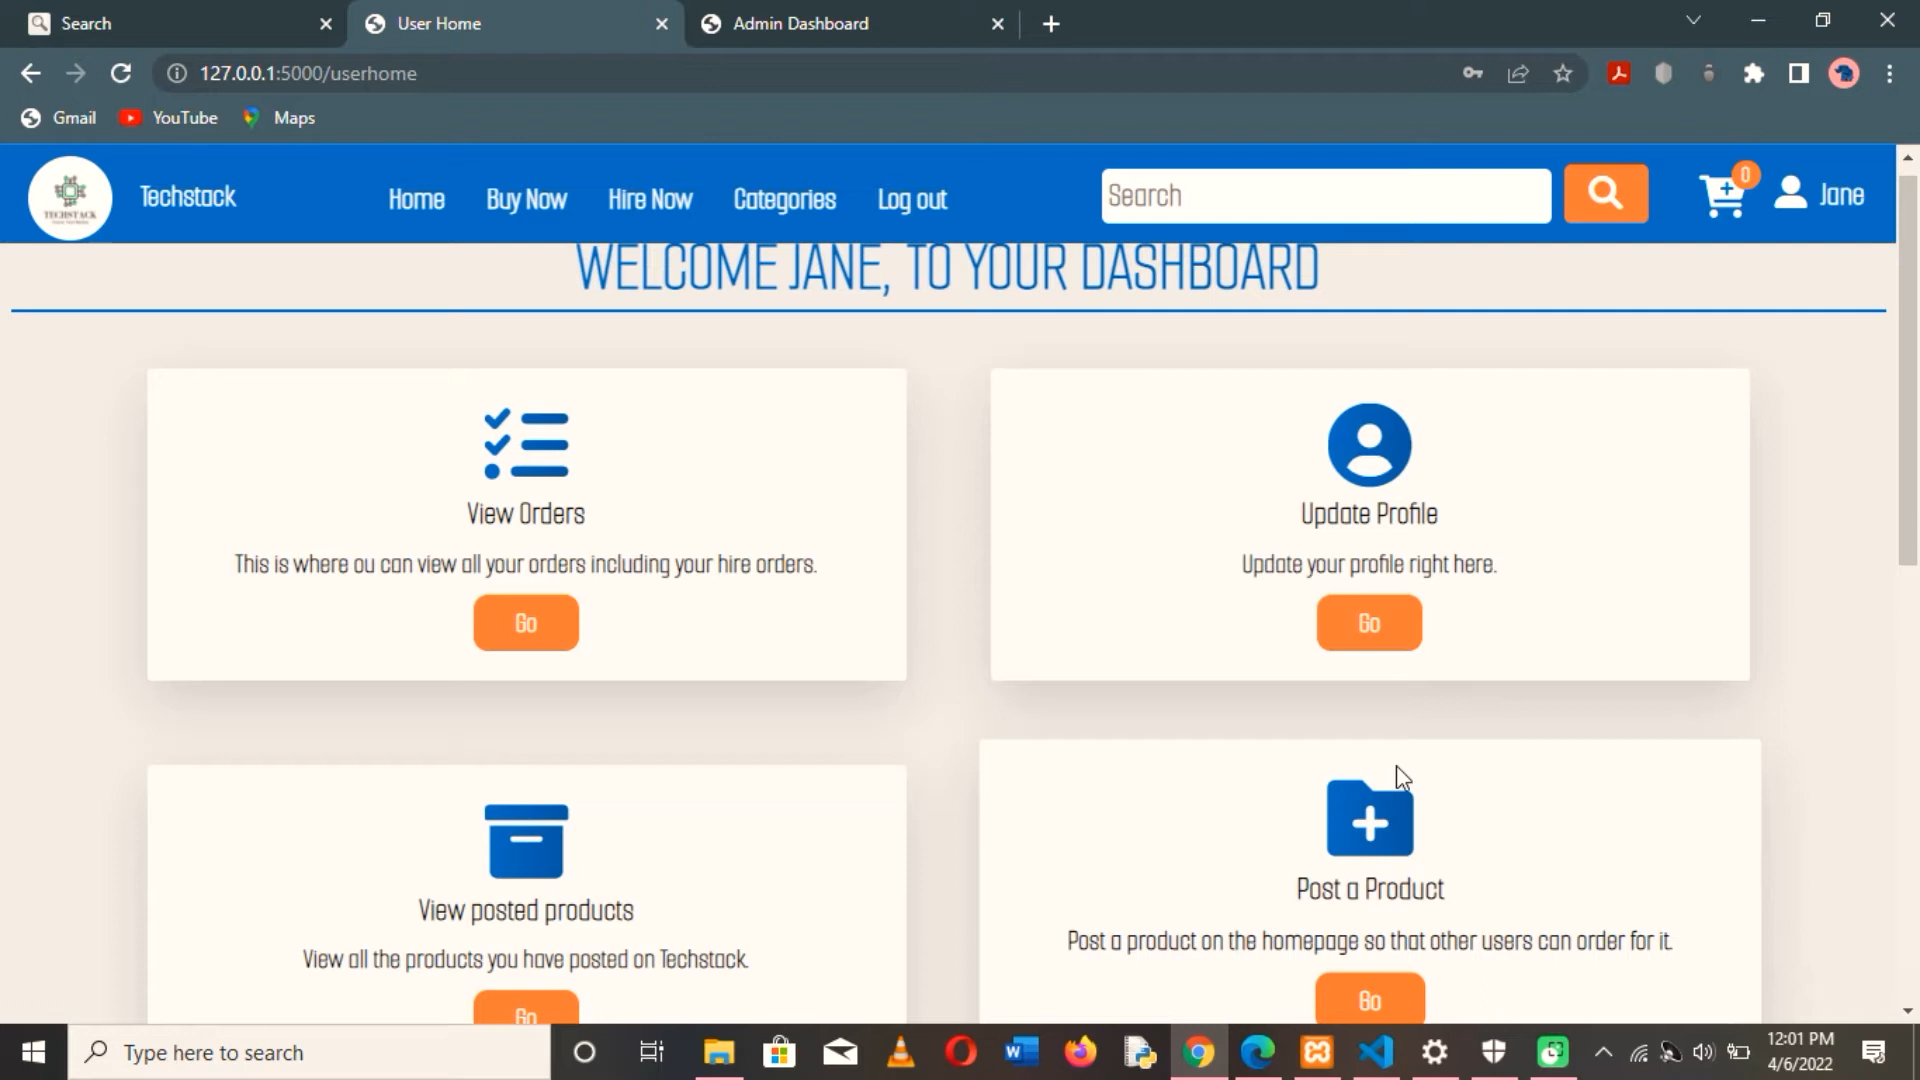 Search
User Home
Admin Dashboard
127.0.0.1:5000/userhome
Gmail
YouTube
Maps
TECHSTACK
Techstack
Home
Buy Now
Hire Now
Categories
Log out
Search
0
Jane
WELCOME JANE, TO YOUR DASHBOARD
View Orders
This is where ou can view all your orders including your hire orders.
Go
Update Profile
Update your profile right here.
Go
View posted products
View all the products you have posted on Techstack.
Go
Post a Product
Post a product on the homepage so that other users can order for it.
Go
Type here to search
12:01 PM
4/6/2022